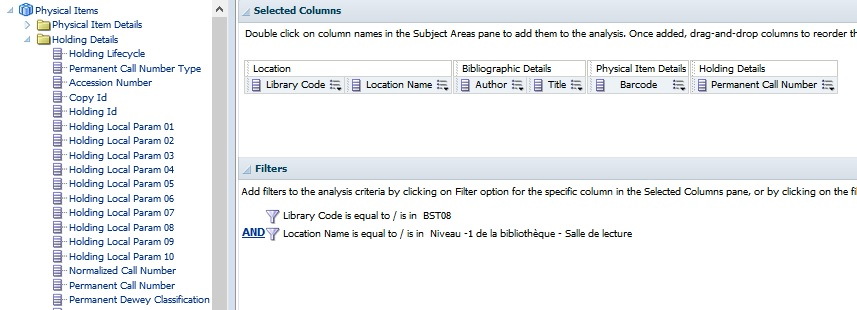 Physical Items
Physical Item Details
Holding Details
Holding Lifecycle
Permanent Call Number Type
Accession Number
Copy Id
Holding Id
Holding Local Param 01
Holding Local Param 02
Holding Local Param 03
Holding Local Param 04
Holding Local Param 05
Holding Local Param 06
Holding Local Param 07
Holding Local Param 08
Holding Local Param 09
Holding Local Param 10
Normalized Call Number
Permanent Call Number
Permanent Dewey Classification
Selected Columns
Double click on column names in the Subject Areas pane to add them to the analysis. Once added, drag-and-drop columns to reorder th
Location Bibliographic Details Physical Item Details Holding Details
Library Code Location Name Author Title Barcode Permanent Call Number
Filters
Add filters to the analysis criteria by clicking on Filter option for the specific column in the Selected Columns pane, or by clicking on the fi
Library Code is equal to / is in BST08
AND Location Name is equal to / is in Niveau -1 de la bibliothèque - Salle de lecture